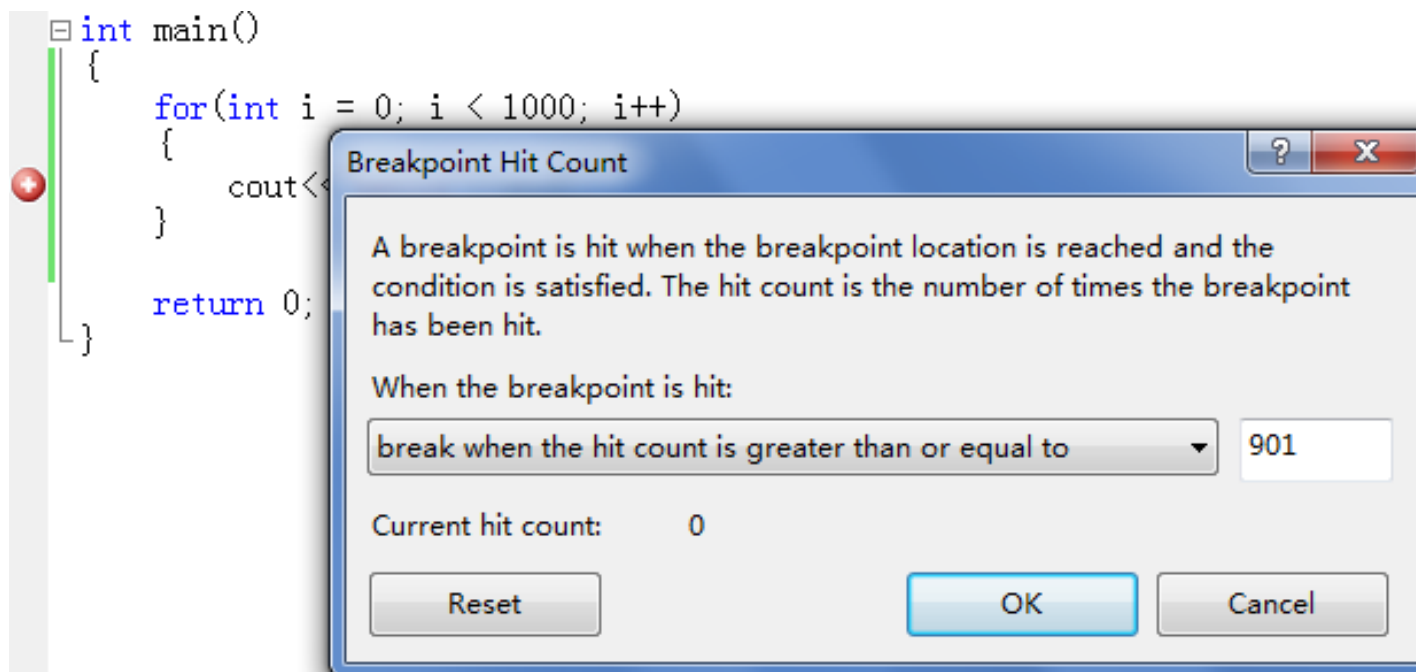 int main()
{
for(int i = 0; i < 1000; i++)
{
cout<<
}
return 0;
}
Breakpoint Hit Count
A breakpoint is hit when the breakpoint location is reached and the
condition is satisfied. The hit count is the number of times the breakpoint
has been hit.
When the breakpoint is hit:
break when the hit count is greater than or equal to 901
Current hit count: 0
Reset OK Cancel